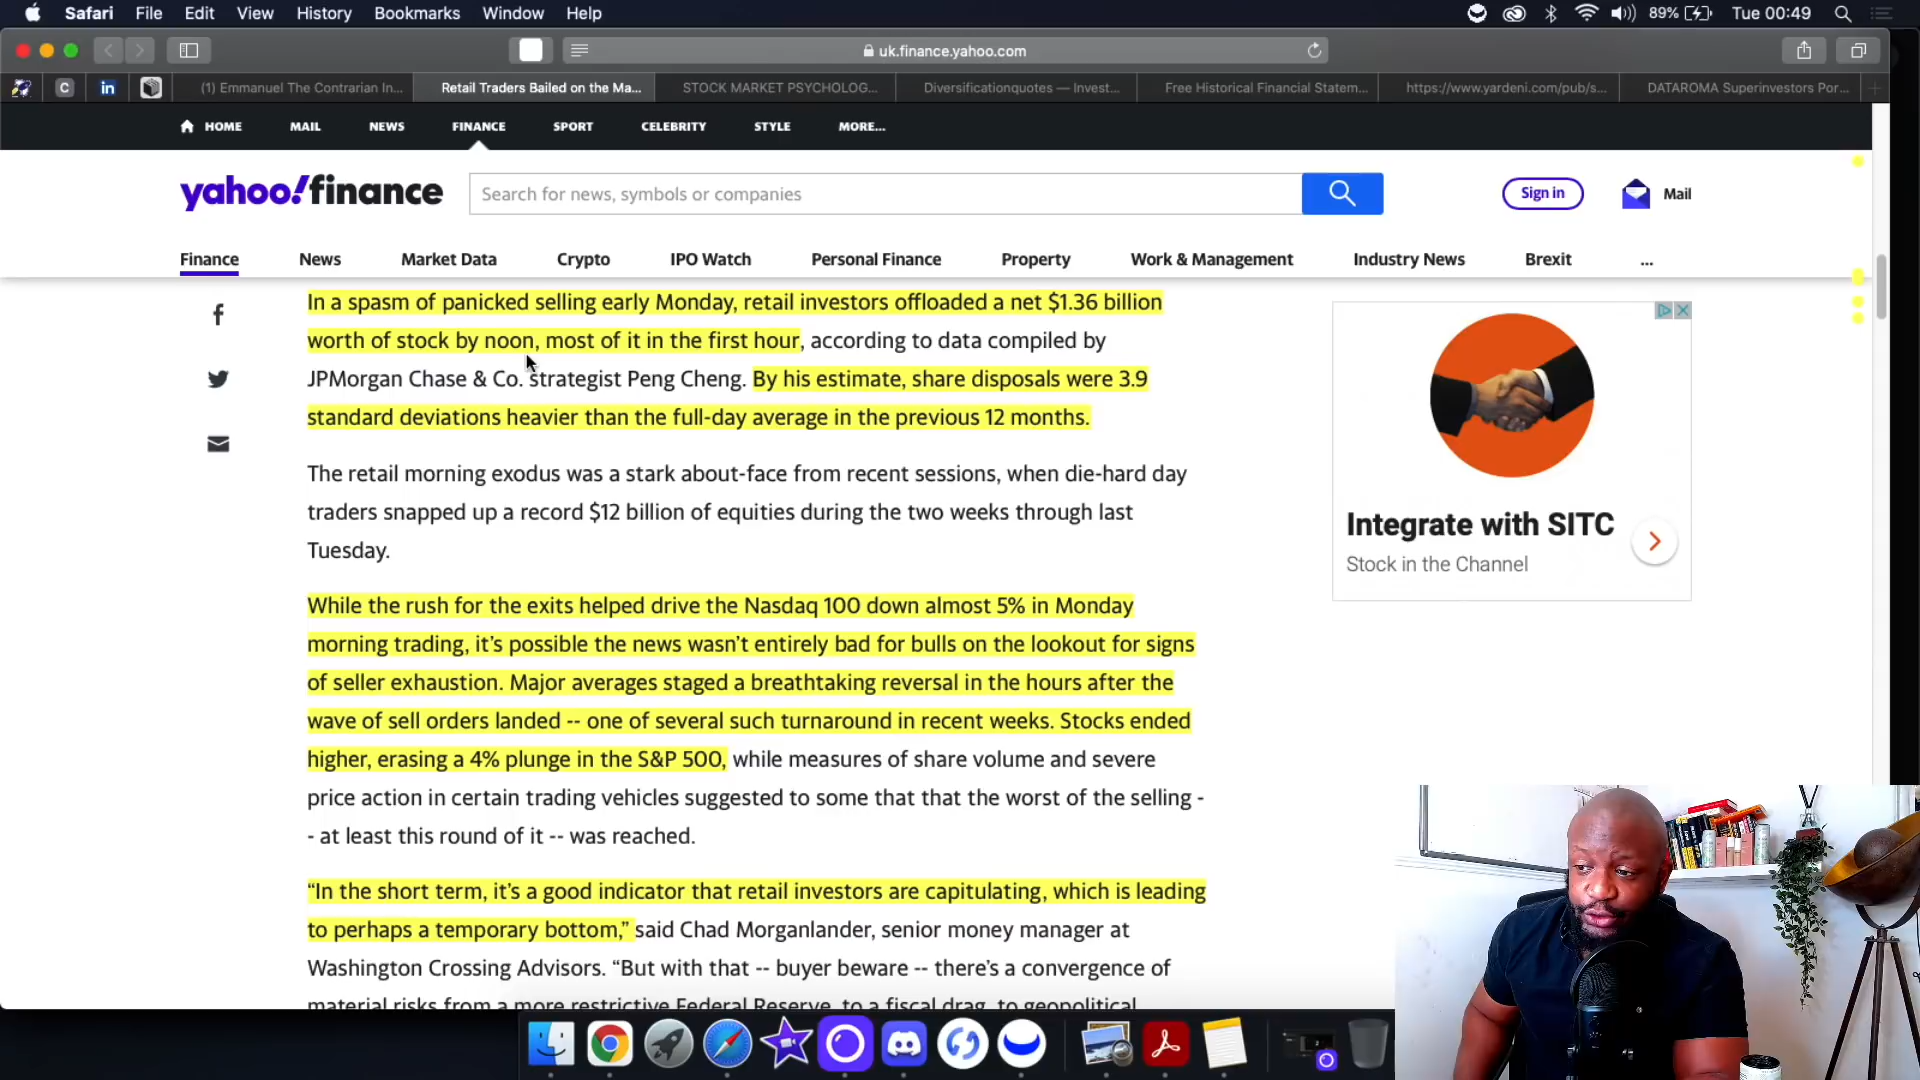 Safari File Edit View History Bookmarks Window Help 89% Tue 00:49
uk.finance.yahoo.com
C in (1) Emmanuel The Contrarian In... Retail Traders Bailed on the Ma... STOCK MARKET PSYCHOLOG... Diversificationquotes — Invest... Free Historical Financial Statem... https://www.yardeni.com/pub/s... DATAROMA Superinvestors Por...
HOME MAIL NEWS FINANCE SPORT CELEBRITY STYLE MORE...
yahoo!finance Search for news, symbols or companies Sign in Mail
Finance News Market Data Crypto IPO Watch Personal Finance Property Work & Management Industry News Brexit ...
In a spasm of panicked selling early Monday, retail investors offloaded a net $1.36 billion
worth of stock by noon, most of it in the first hour, according to data compiled by
JPMorgan Chase & Co. strategist Peng Cheng. By his estimate, share disposals were 3.9
standard deviations heavier than the full-day average in the previous 12 months.
The retail morning exodus was a stark about-face from recent sessions, when die-hard day
traders snapped up a record $12 billion of equities during the two weeks through last
Tuesday.
While the rush for the exits helped drive the Nasdaq 100 down almost 5% in Monday
morning trading, it's possible the news wasn't entirely bad for bulls on the lookout for signs
of seller exhaustion. Major averages staged a breathtaking reversal in the hours after the
wave of sell orders landed -- one of several such turnaround in recent weeks. Stocks ended
higher, erasing a 4% plunge in the S&P 500, while measures of share volume and severe
price action in certain trading vehicles suggested to some that that the worst of the selling -
- at least this round of it -- was reached.
“In the short term, it's a good indicator that retail investors are capitulating, which is leading
to perhaps a temporary bottom,” said Chad Morganlander, senior money manager at
Washington Crossing Advisors. “But with that -- buyer beware -- there's a convergence of
material risks from a more restrictive Federal Reserve, to a fiscal drag, to geopolitical
Integrate with SITC
Stock in the Channel